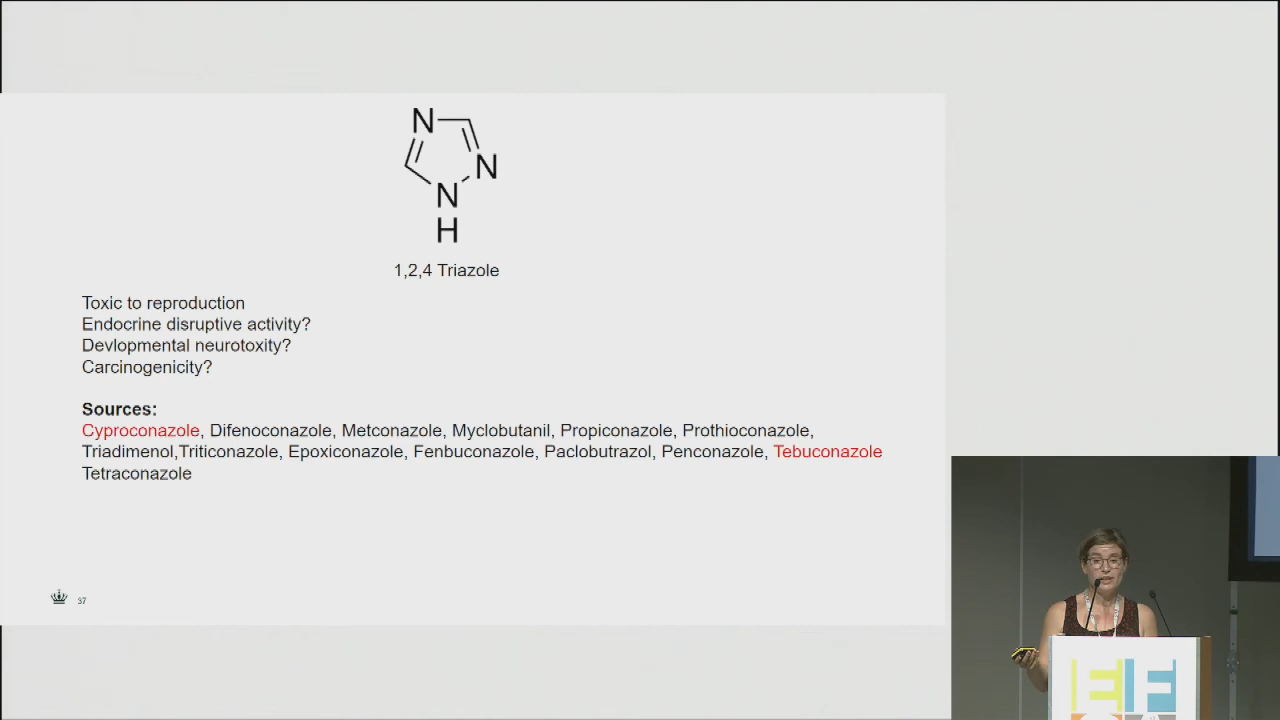 N
N
N
H
1,2,4 Triazole
Toxic to reproduction
Endocrine disruptive activity?
Devlopmental neurotoxity?
Carcinogenicity?
Sources:
Cyproconazole, Difenoconazole, Metconazole, Myclobutanil, Propiconazole, Prothioconazole,
Triadimenol,Triticonazole, Epoxiconazole, Fenbuconazole, Paclobutrazol, Penconazole, Tebuconazole
Tetraconazole
37
E F